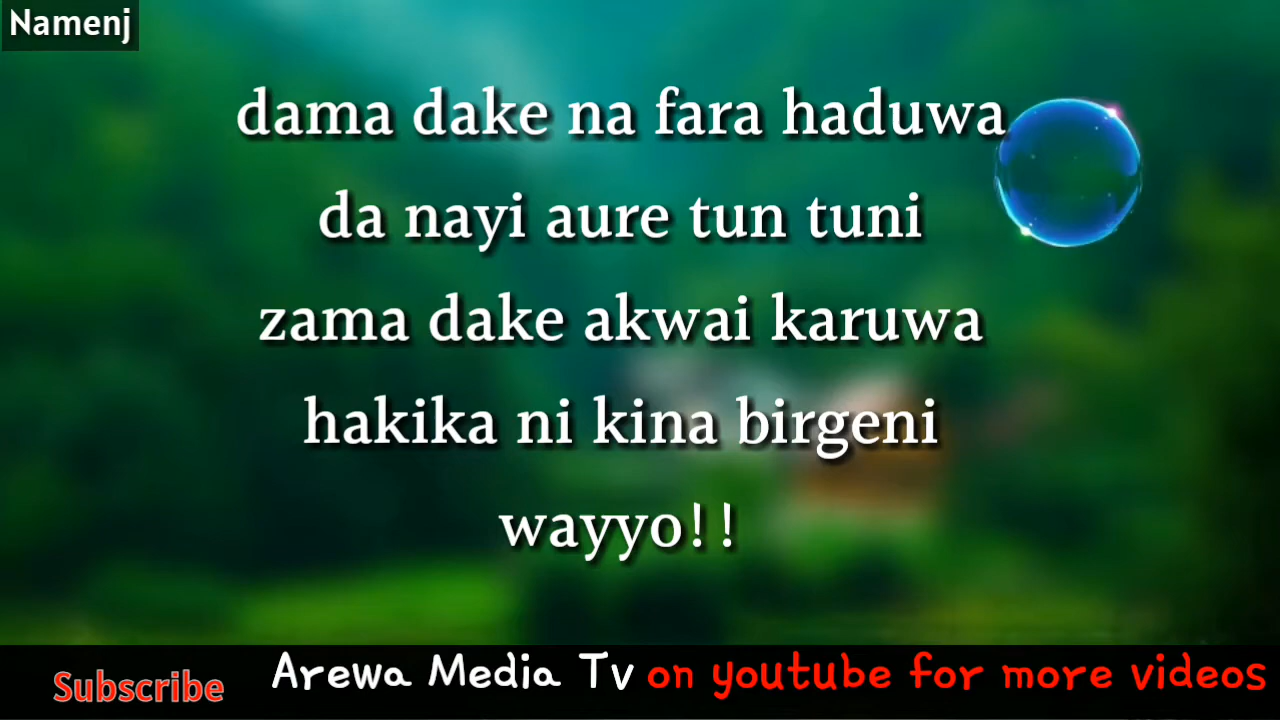 Namenj
dama dake na fara haduwa
da nayi aure tun tuni
zama dake akwai karuwa
hakika ni kina birgeni
wayyo!!
Subscribe Arewa Media Tv on youtube for more videos